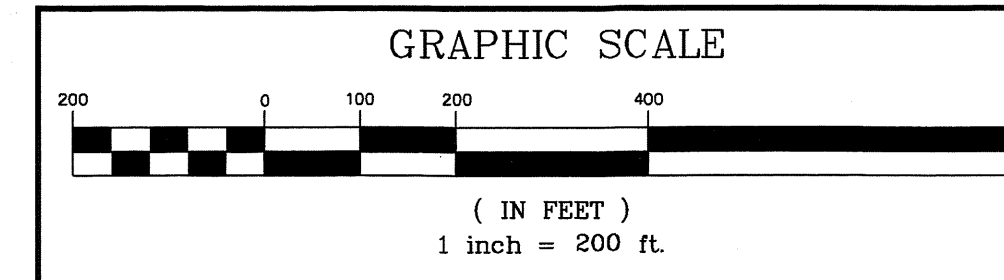 GRAPHIC SCALE
200 0 100 200 400
( IN FEET )
1 inch = 200 ft.